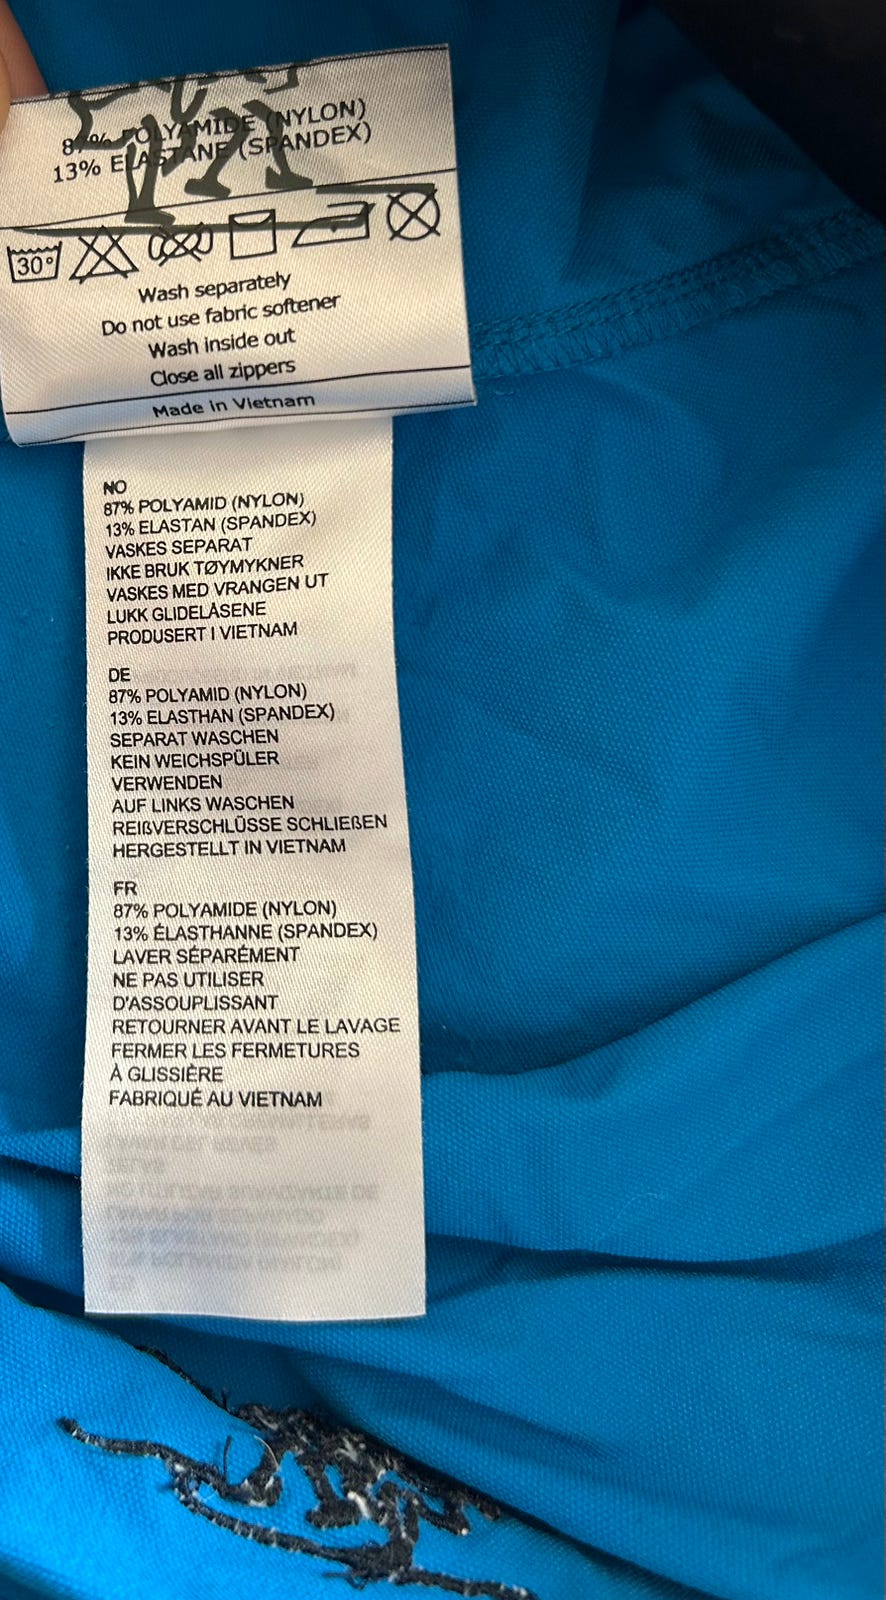 87% POLYAMIDE (NYLON)
13% ELASTANE (SPANDEX)
30°
Wash separately
Do not use fabric softener
Wash inside out
Close all zippers
Made in Vietnam
NO
87% POLYAMID (NYLON)
13% ELASTAN (SPANDEX)
VASKES SEPARAT
IKKE BRUK TØYMYKNER
VASKES MED VRANGEN UT
LUKK GLIDELÅSENE
PRODUSERT I VIETNAM
DE
87% POLYAMID (NYLON)
13% ELASTHAN (SPANDEX)
SEPARAT WASCHEN
KEIN WEICHSPÜLER
VERWENDEN
AUF LINKS WASCHEN
REIßVERSCHLÜSSE SCHLIEßEN
HERGESTELLT IN VIETNAM
FR
87% POLYAMIDE (NYLON)
13% ÉLASTHANNE (SPANDEX)
LAVER SÉPARÉMENT
NE PAS UTILISER
D'ASSOUPLISSANT
RETOURNER AVANT LE LAVAGE
FERMER LES FERMETURES
À GLISSIÈRE
FABRIQUÉ AU VIETNAM